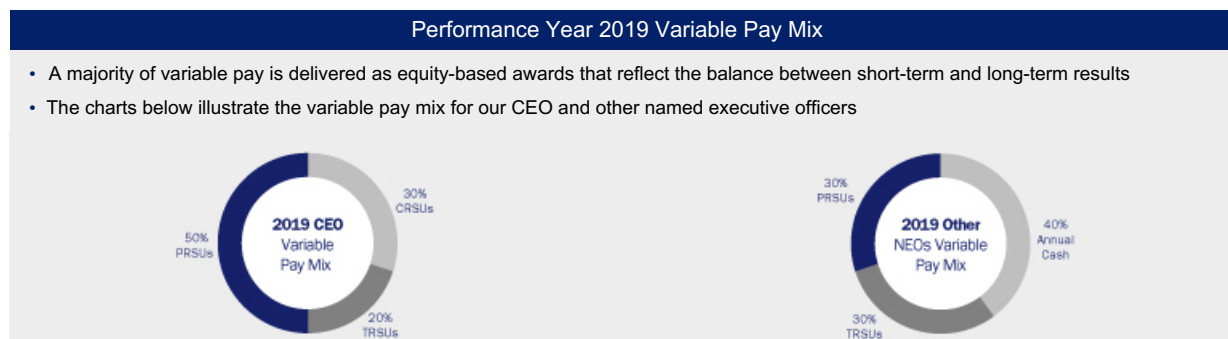 Performance Year 2019 Variable Pay Mix
• A majority of variable pay is delivered as equity-based awards that reflect the balance between short-term and long-term results
• The charts below illustrate the variable pay mix for our CEO and other named executive officers
50%
PRSUs
2019 CEO
Variable
Pay Mix
30%
CRSUs
20%
TRSUs
30%
PRSUs
2019 Other
NEOs Variable
Pay Mix
40%
Annual
Cash
30%
TRSUs